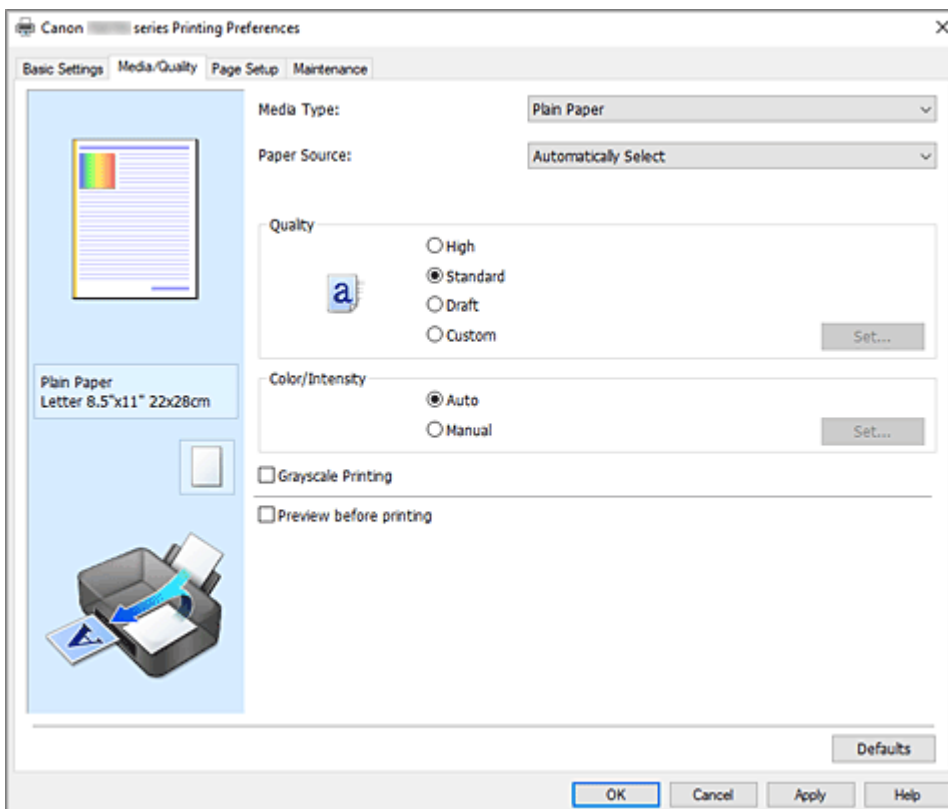 Canon series Printing Preferences
Basic Settings Media/Quality Page Setup Maintenance
Media Type: Plain Paper
Paper Source: Automatically Select
Quality
High
a Standard
Draft
Custom Set...
Plain Paper
Letter 8.5"x11" 22x28cm
Color/Intensity
Auto
Manual Set...
Grayscale Printing
Preview before printing
A
Defaults
OK Cancel Apply Help